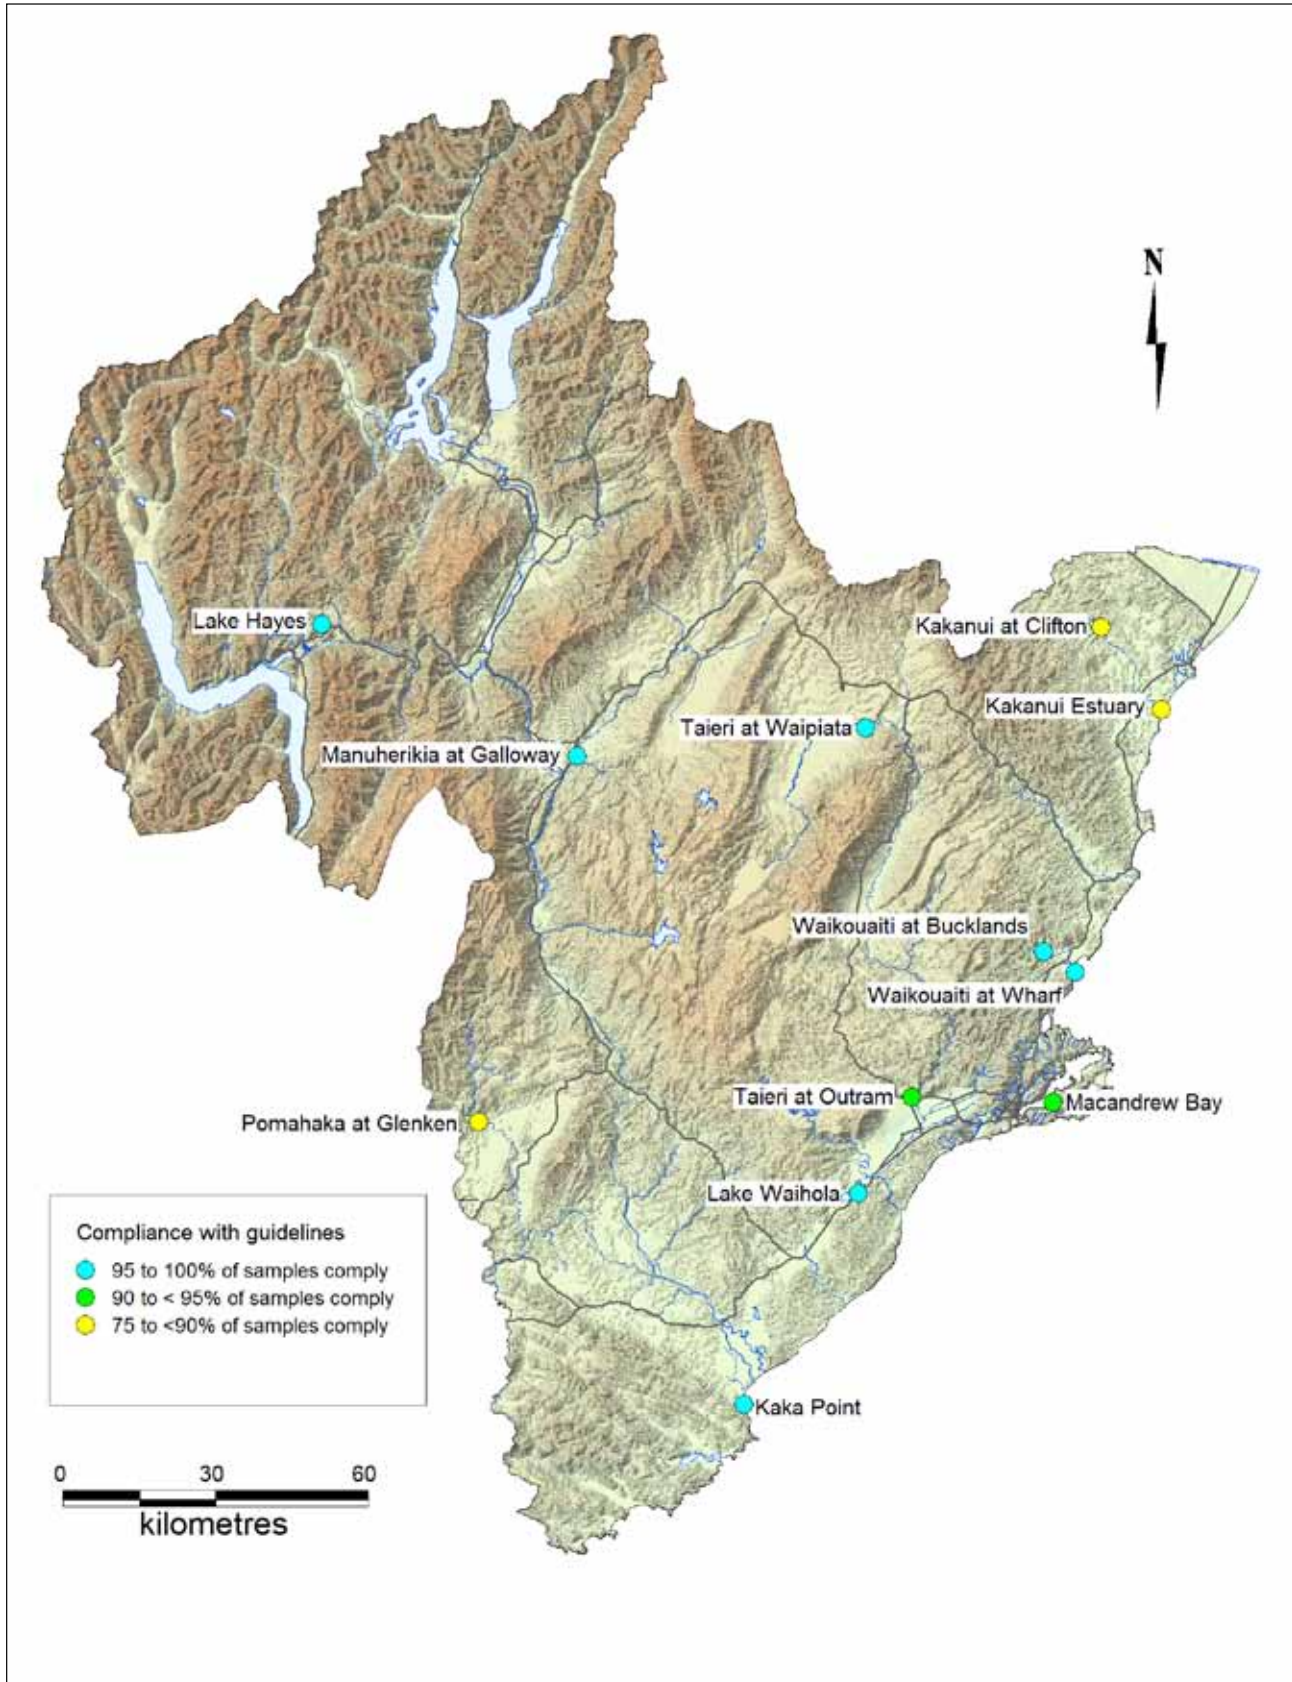 N
Lake Hayes
Kakanui at Clifton
Kakanui Estuary
Taieri at Waipiata
Manuherikia at Galloway
Waikouaiti at Bucklands
Waikouaiti at Wharf
Taieri at Outram
Macandrew Bay
Pomahaka at Glenken
Lake Waihola
Compliance with guidelines
95 to 100% of samples comply
90 to < 95% of samples comply
75 to <90% of samples comply
Kaka Point
0 30 60
kilometres